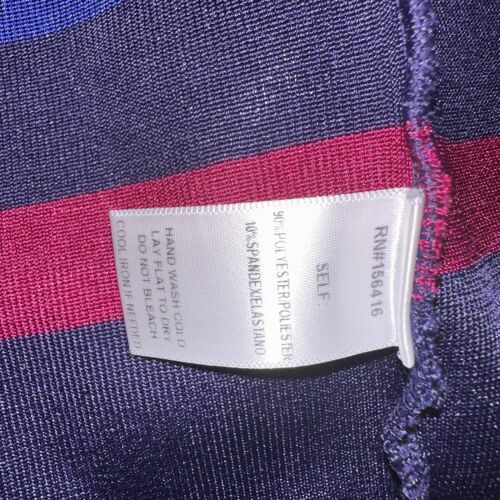 RN#156416
SELF:
90%POLYESTER/POLIESTER
10%SPANDEX/ELASTANO
HAND WASH COLD
LAY FLAT TO DRY
DO NOT BLEACH
COOL IRON IF NEEDED